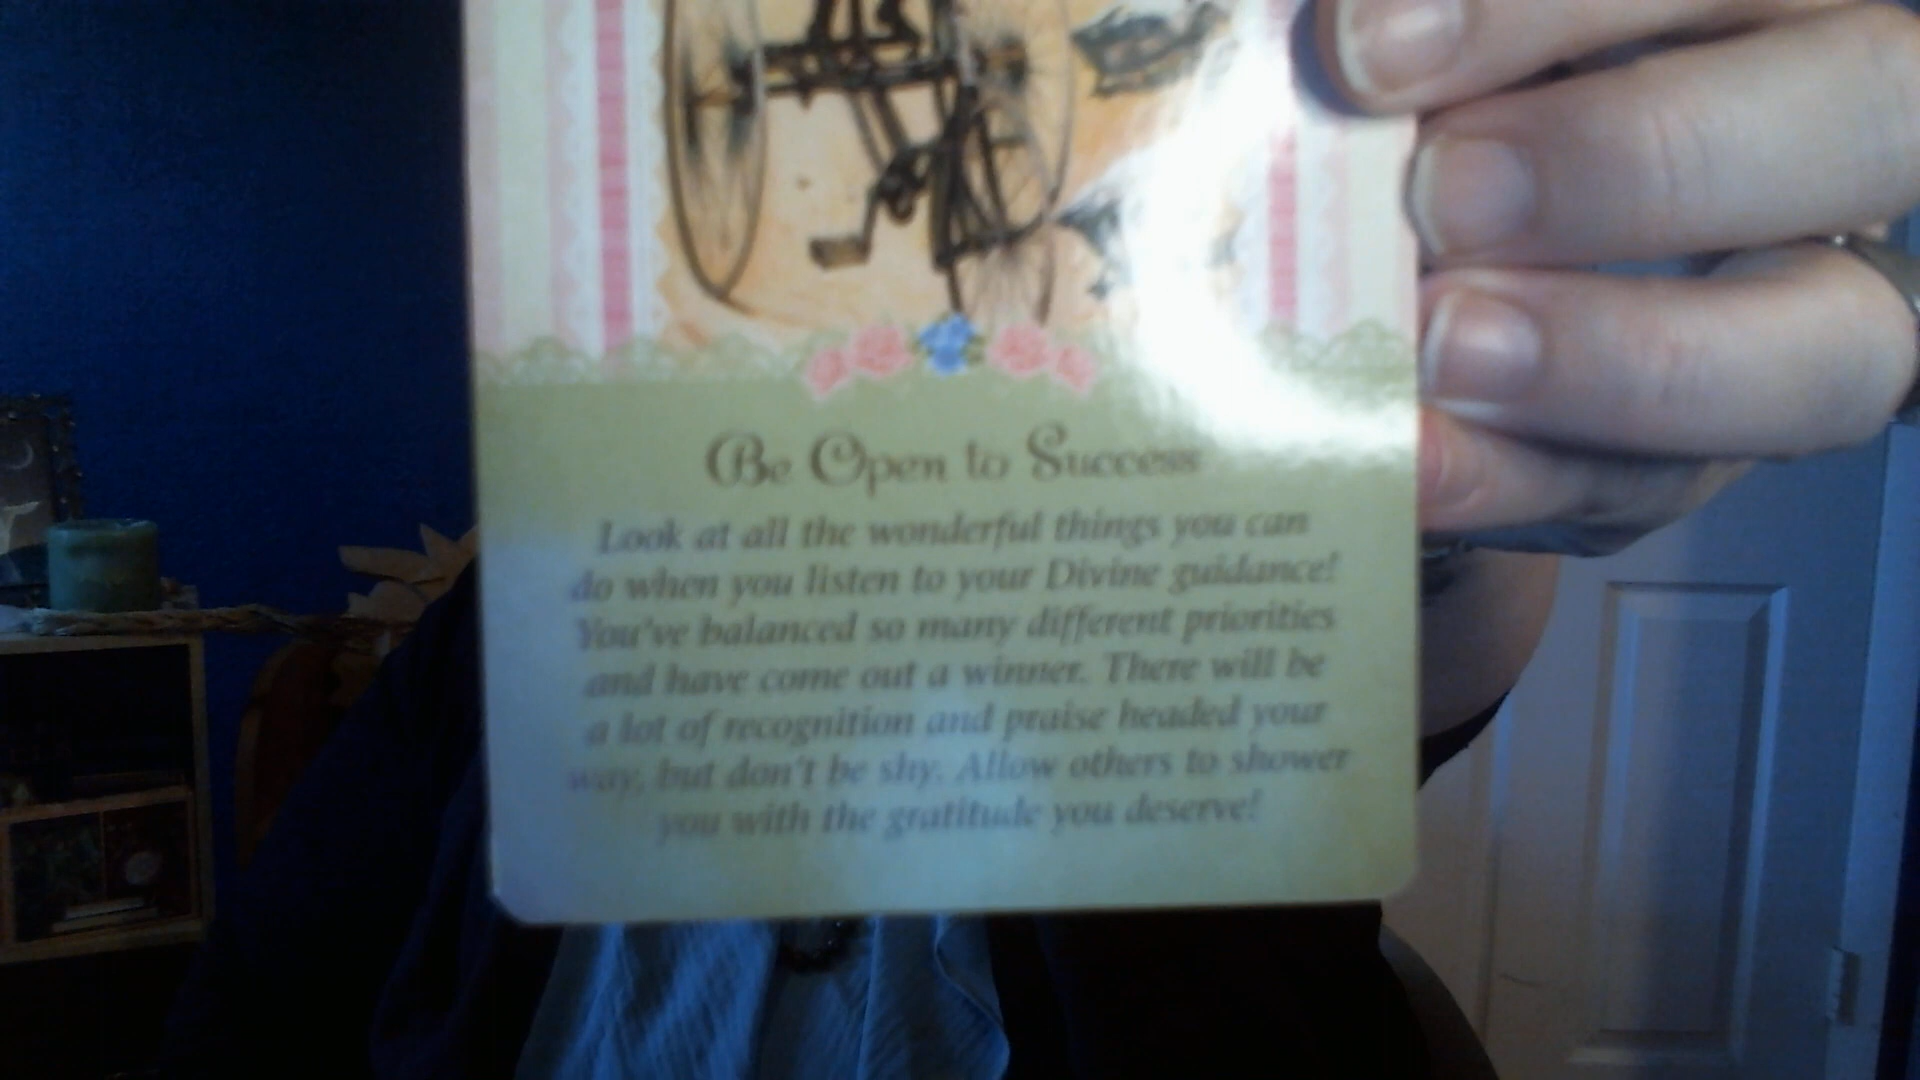 Be Open to Success
Look at all the wonderful things you can
do when you listen to your Divine guidance!
You've balanced so many different priorities
and have come out a winner. There will be
a lot of recognition and praise headed your
way, but don't be shy. Allow others to shower
you with the gratitude you deserve!